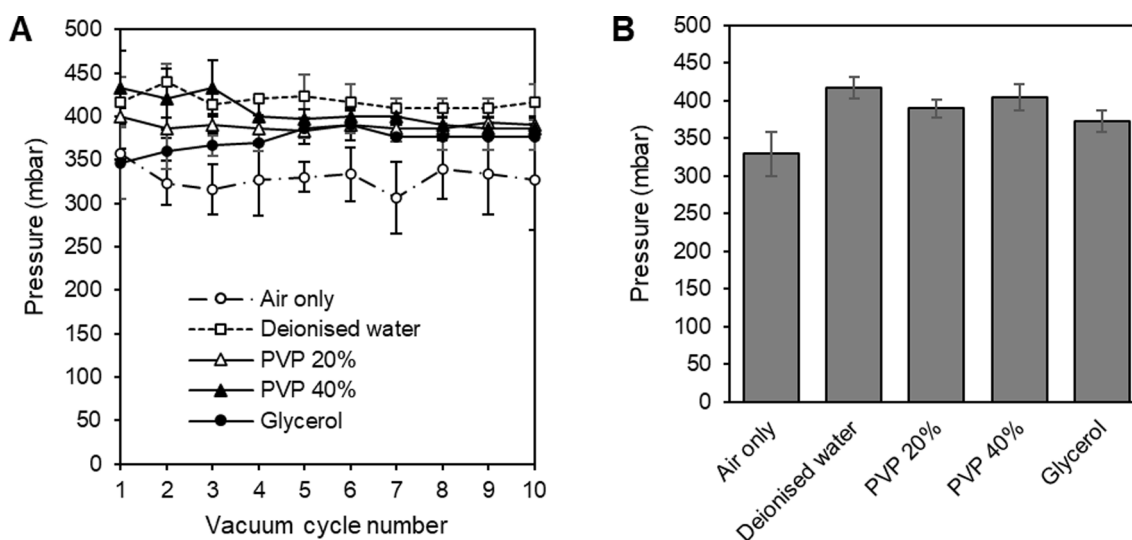 A
500
450
400
350
300
250
200
150
100
50
0
Pressure (mbar)
Air only
Deionised water
PVP 20%
PVP 40%
Glycerol
1 2 3 4 5 6 7 8 9 10
Vacuum cycle number
B
500
450
400
350
300
250
200
150
100
50
0
Pressure (mbar)
Air only
Deionised water
PVP 20%
PVP 40%
Glycerol